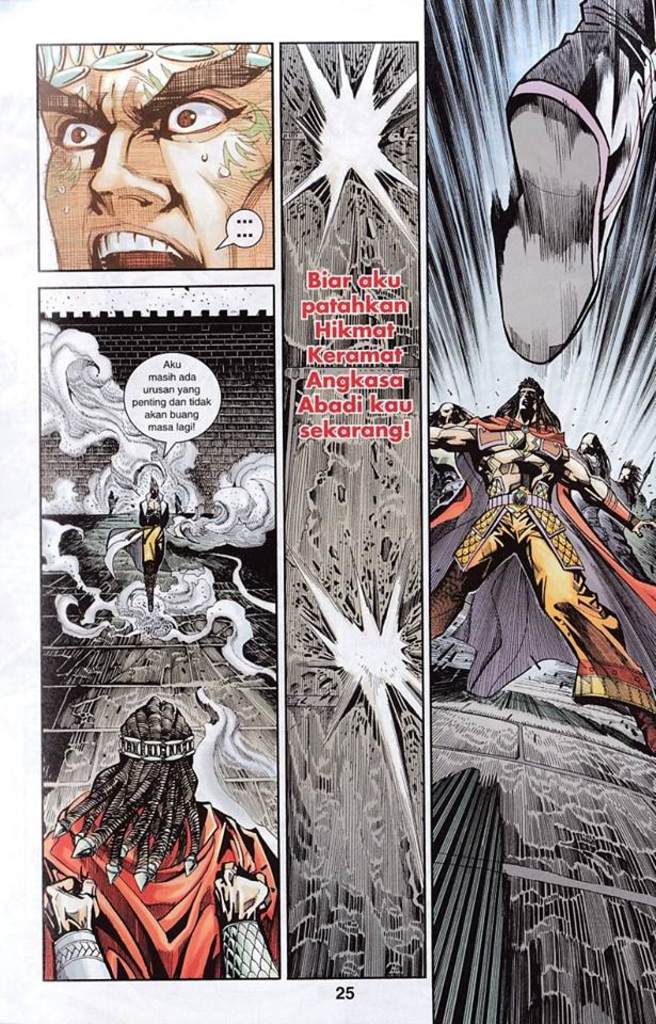 ...
...
Aku
masih ada
urusan yang
penting dan tidak
akan buang
masa lagi!
Biar aku
patahkan
Hikmat
Keramat
Angkasa
Abadi kau
sekarang!
25